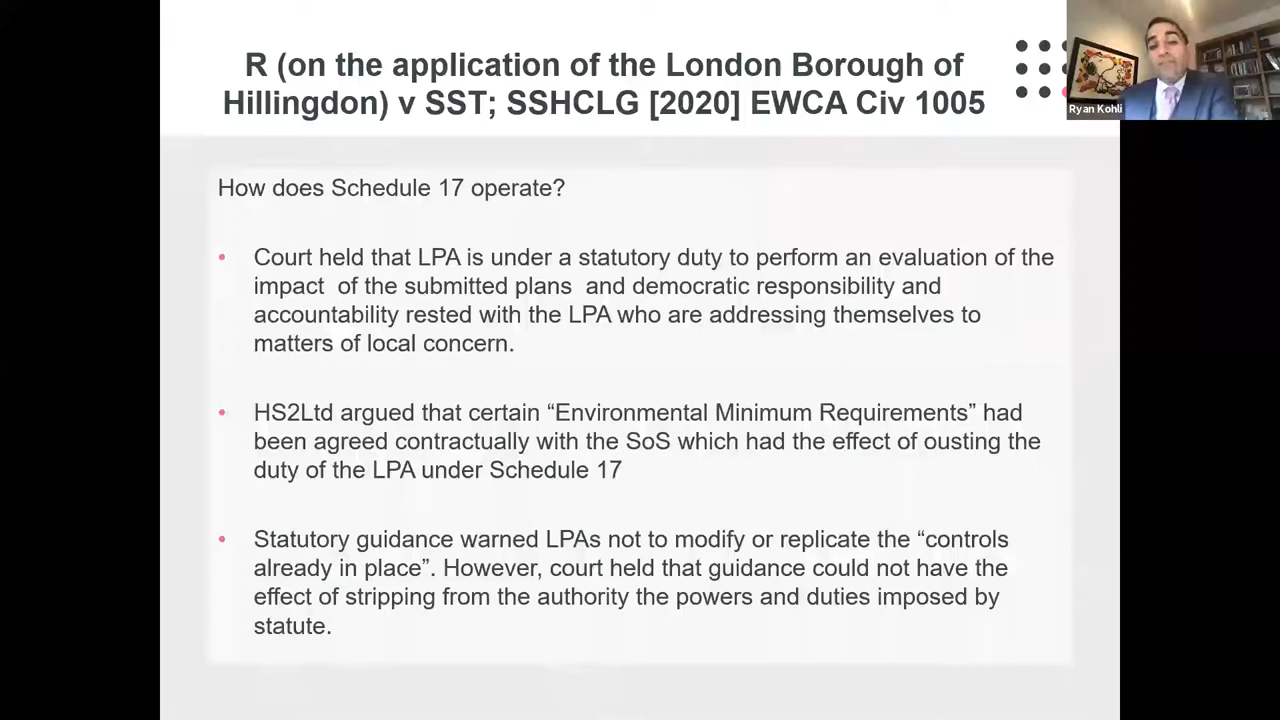 R (on the application of the London Borough of
Hillingdon) v SST; SSHCLG [2020] EWCA Civ 1005
Ryan Kohli
How does Schedule 17 operate?
• Court held that LPA is under a statutory duty to perform an evaluation of the
impact of the submitted plans and democratic responsibility and
accountability rested with the LPA who are addressing themselves to
matters of local concern.
• HS2Ltd argued that certain “Environmental Minimum Requirements” had
been agreed contractually with the SoS which had the effect of ousting the
duty of the LPA under Schedule 17
• Statutory guidance warned LPAs not to modify or replicate the “controls
already in place”. However, court held that guidance could not have the
effect of stripping from the authority the powers and duties imposed by
statute.